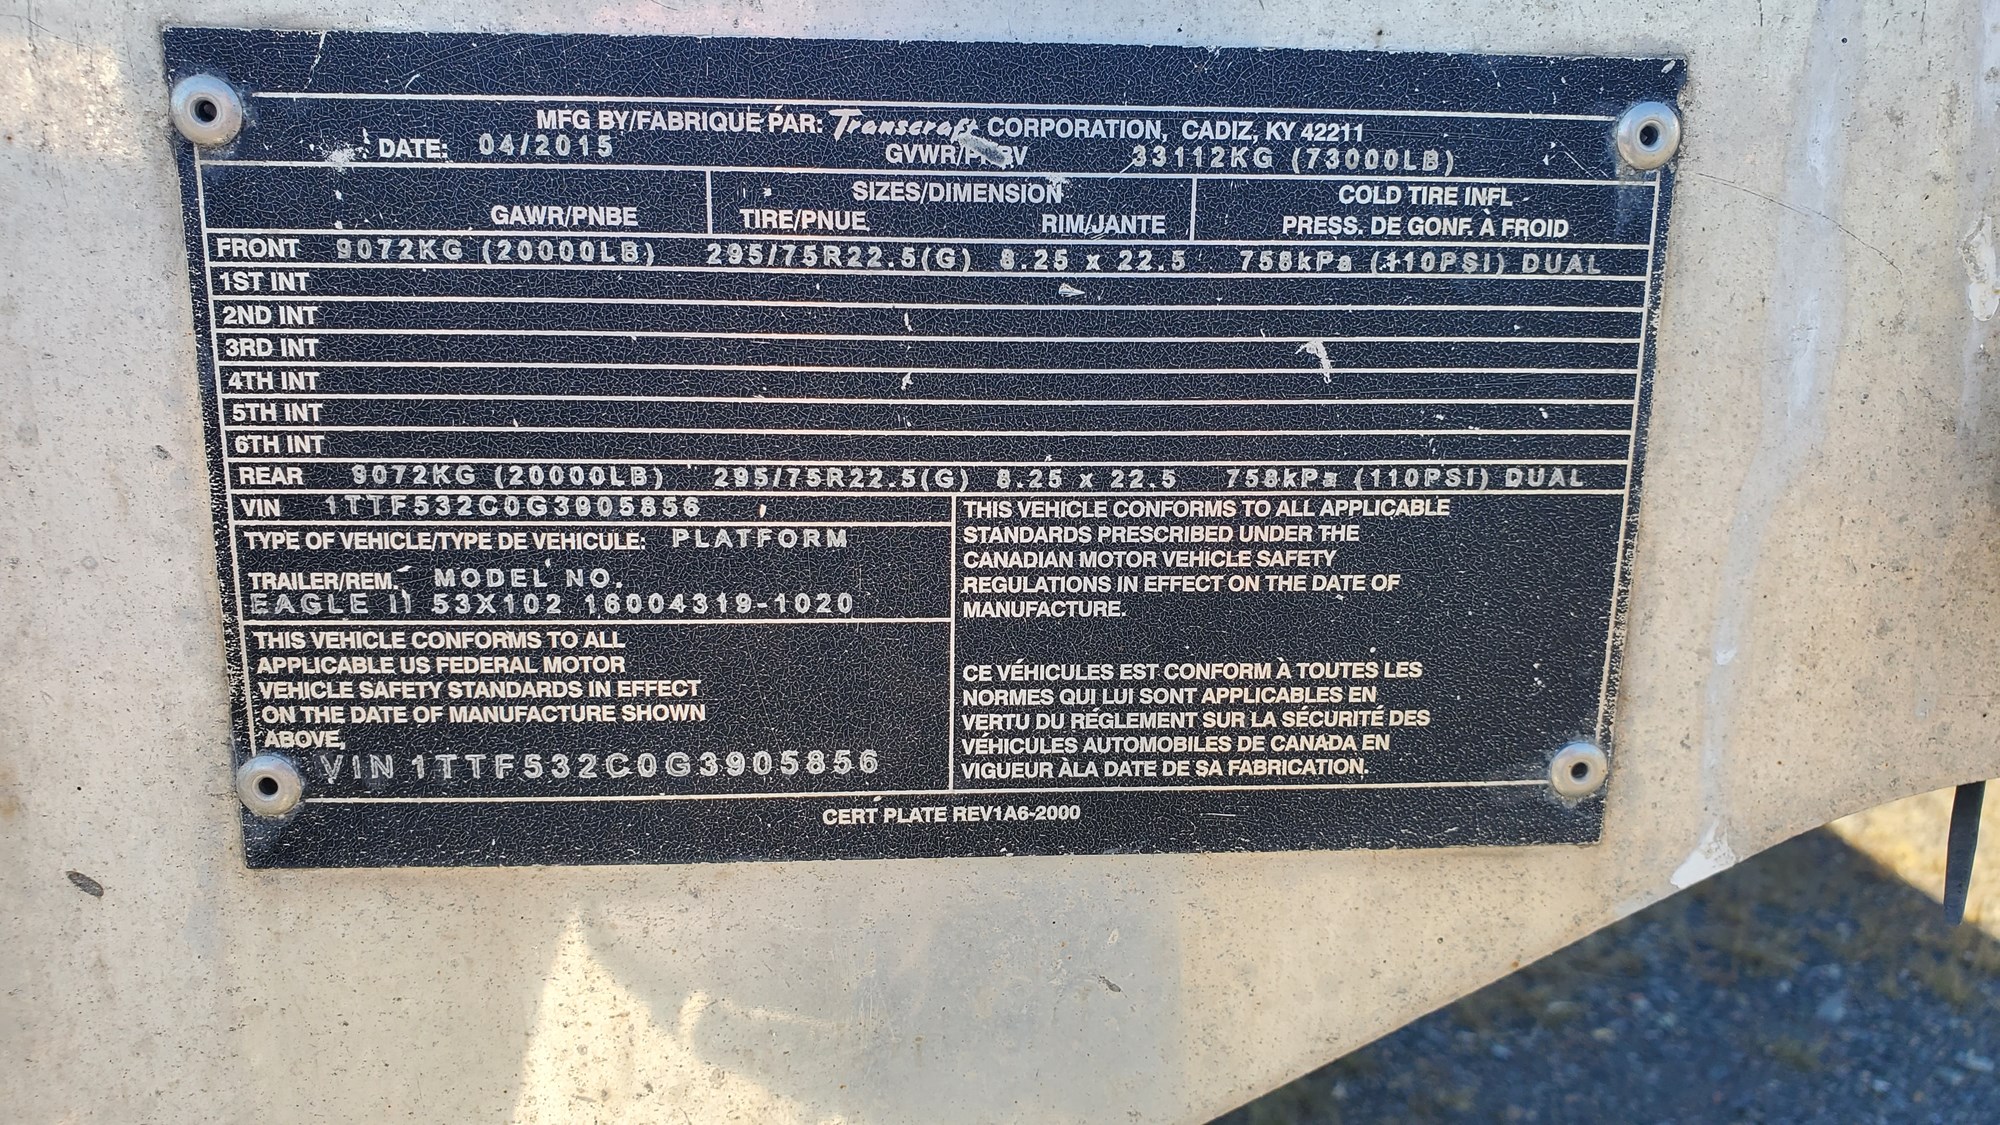 MFG BY/FABRIQUE PAR: Transcraft CORPORATION, CADIZ, KY 42211
DATE: 04/2015 GVWR/PNBV 33112KG (73000LB)
GAWR/PNBE SIZES/DIMENSION COLD TIRE INFL
TIRE/PNUE RIM/JANTE PRESS. DE GONF. À FROID
FRONT 9072KG (20000LB) 295/75R22.5(G) 8.25 x 22.5 758kPa (110PSI) DUAL
1ST INT
2ND INT
3RD INT
4TH INT
5TH INT
6TH INT
REAR 9072KG (20000LB) 295/75R22.5(G) 8.25 x 22.5 758kPa (110PSI) DUAL
VIN 1TTF532C0G3905856
TYPE OF VEHICLE/TYPE DE VEHICULE: PLATFORM
TRAILER/REM. MODEL NO.
EAGLE II 53X102 16004319-1020
THIS VEHICLE CONFORMS TO ALL
APPLICABLE US FEDERAL MOTOR
VEHICLE SAFETY STANDARDS IN EFFECT
ON THE DATE OF MANUFACTURE SHOWN
ABOVE,
VIN 1TTF532C0G3905856
THIS VEHICLE CONFORMS TO ALL APPLICABLE
STANDARDS PRESCRIBED UNDER THE
CANADIAN MOTOR VEHICLE SAFETY
REGULATIONS IN EFFECT ON THE DATE OF
MANUFACTURE.
CE VÉHICULES EST CONFORM À TOUTES LES
NORMES QUI LUI SONT APPLICABLES EN
VERTU DU RÉGLEMENT SUR LA SÉCURITÉ DES
VÉHICULES AUTOMOBILES DE CANADA EN
VIGUEUR ÀLA DATE DE SA FABRICATION.
CERT PLATE REV1A6-2000